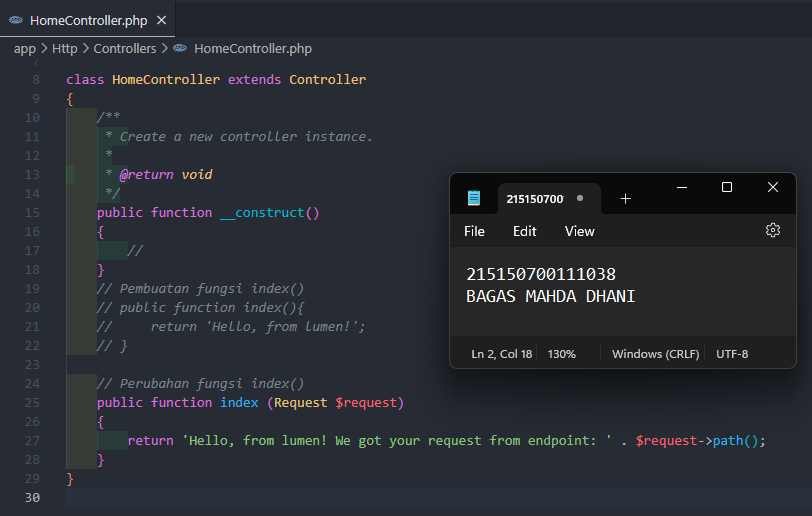 HomeController.php
app > Http > Controllers > HomeController.php
7
8 class HomeController extends Controller
9 {
10 /**
11 * Create a new controller instance.
12 *
13 * @return void
14 */
15 public function __construct()
16 {
17 //
18 }
19 // Pembuatan fungsi index()
20 // public function index(){
21 //     return 'Hello, from lumen!';
22 // }
23
24 // Perubahan fungsi index()
25 public function index (Request $request)
26 {
27 return 'Hello, from lumen! We got your request from endpoint: ' . $request->path();
28 }
29 }
30
215150700
File Edit View
215150700111038
BAGAS MAHDA DHANI
Ln 2, Col 18 130% Windows (CRLF) UTF-8